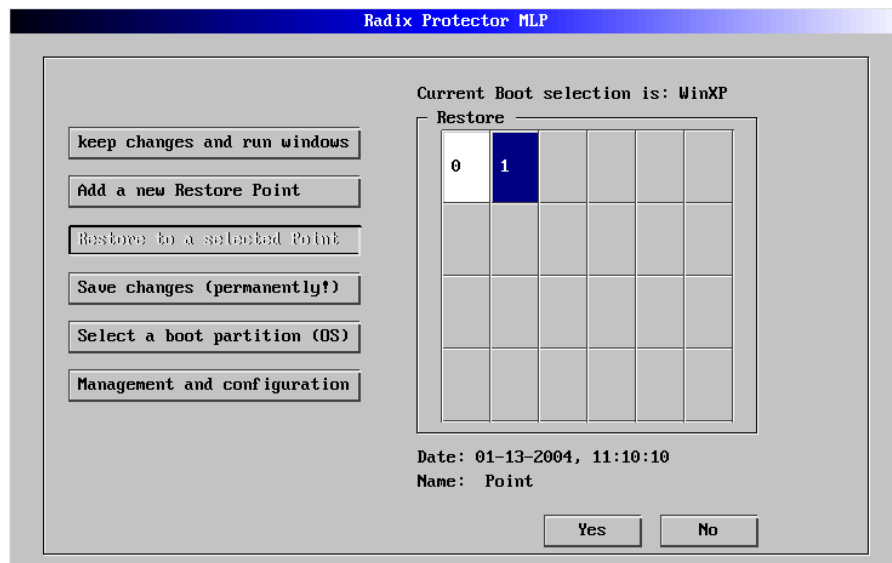 Radix Protector MLP
Current Boot selection is: WinXP
Restore
keep changes and run windows
Add a new Restore Point
Restore to a selected Point
Save changes (permanently!)
Select a boot partition (OS)
Management and configuration
0 1
Date: 01-13-2004, 11:10:10
Name: Point
Yes No